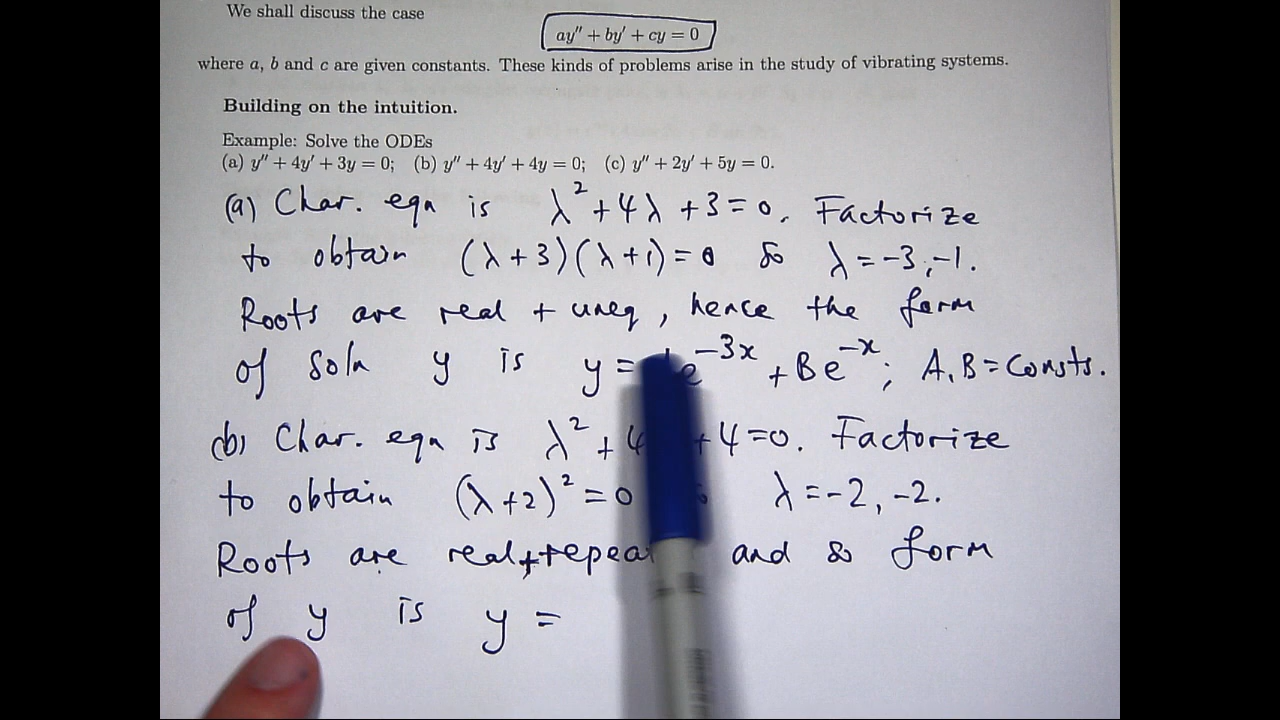 We shall discuss the case
ay″ + by′ + cy = 0
where a, b and c are given constants. These kinds of problems arise in the study of vibrating systems.
Building on the intuition.
Example: Solve the ODEs
(a) y″ + 4y′ + 3y = 0; (b) y″ + 4y′ + 4y = 0; (c) y″ + 2y′ + 5y = 0.
(a) Char. eqn is λ² + 4λ + 3 = 0. Factorize
to obtain (λ+3)(λ+1) = 0 so λ = -3, -1.
Roots are real + uneq, hence the form
of soln y is y = e^{-3x} + Be^{-x}; A, B = consts.
(b) Char. eqn is λ² + 4 + 4 = 0. Factorize
to obtain (λ+2)² = 0 λ = -2, -2.
Roots are real + and so form
of y is y =